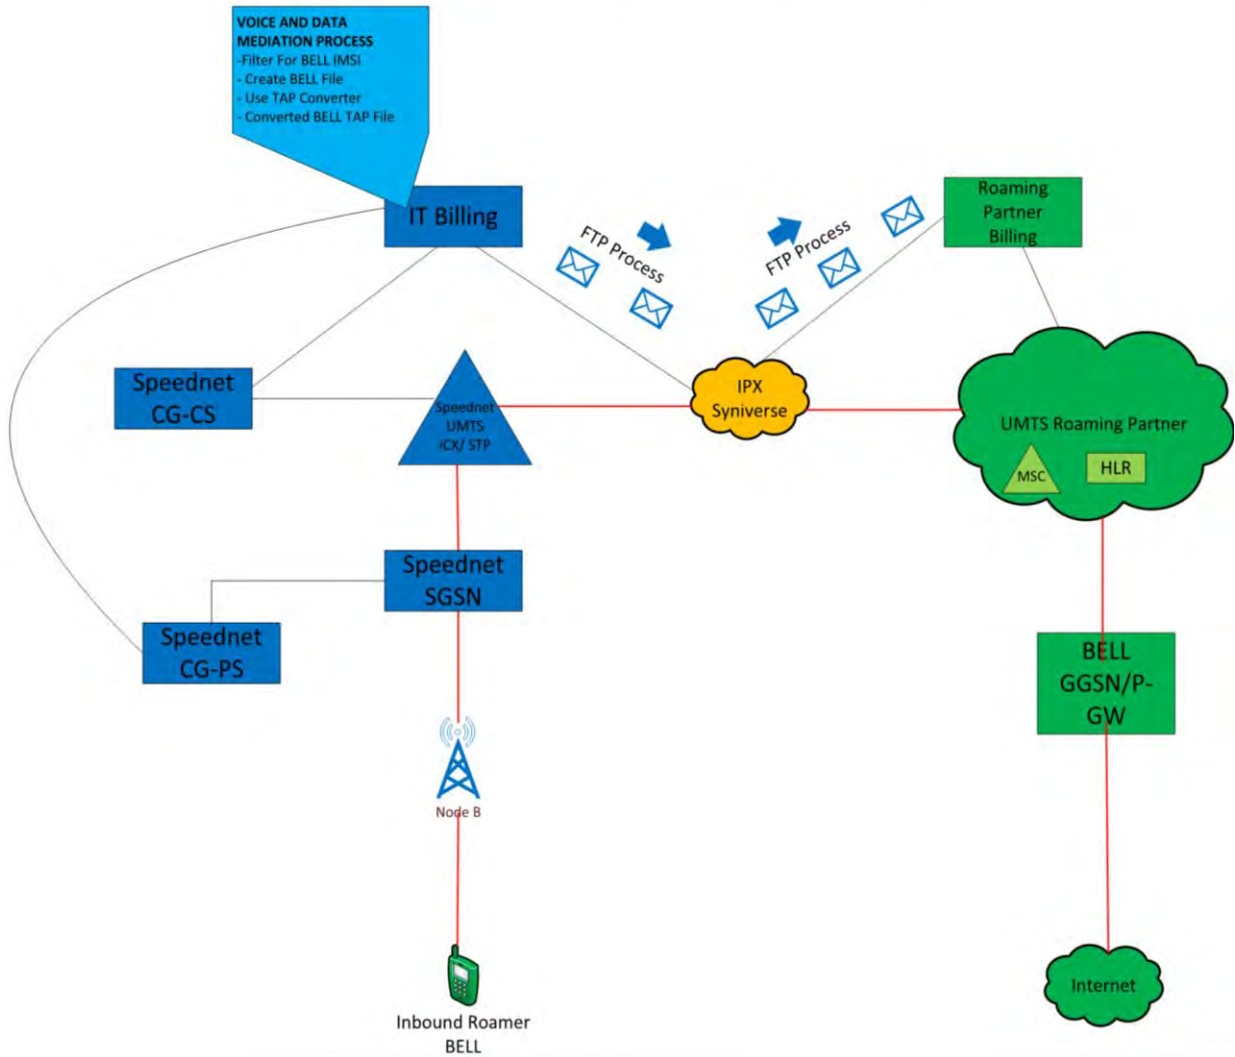 VOICE AND DATA
MEDIATION PROCESS
-Filter For BELL IMSI
- Create BELL File
- Use TAP Converter
- Converted BELL TAP File
IT Billing
FTP Process
FTP Process
Roaming
Partner
Billing
Speednet
CG-CS
Speednet
UMTS
ICX/ STP
IPX
Syniverse
UMTS Roaming Partner
MSC
HLR
Speednet
SGSN
Speednet
CG-PS
BELL
GGSN/P-
GW
Node B
Internet
Inbound Roamer
BELL